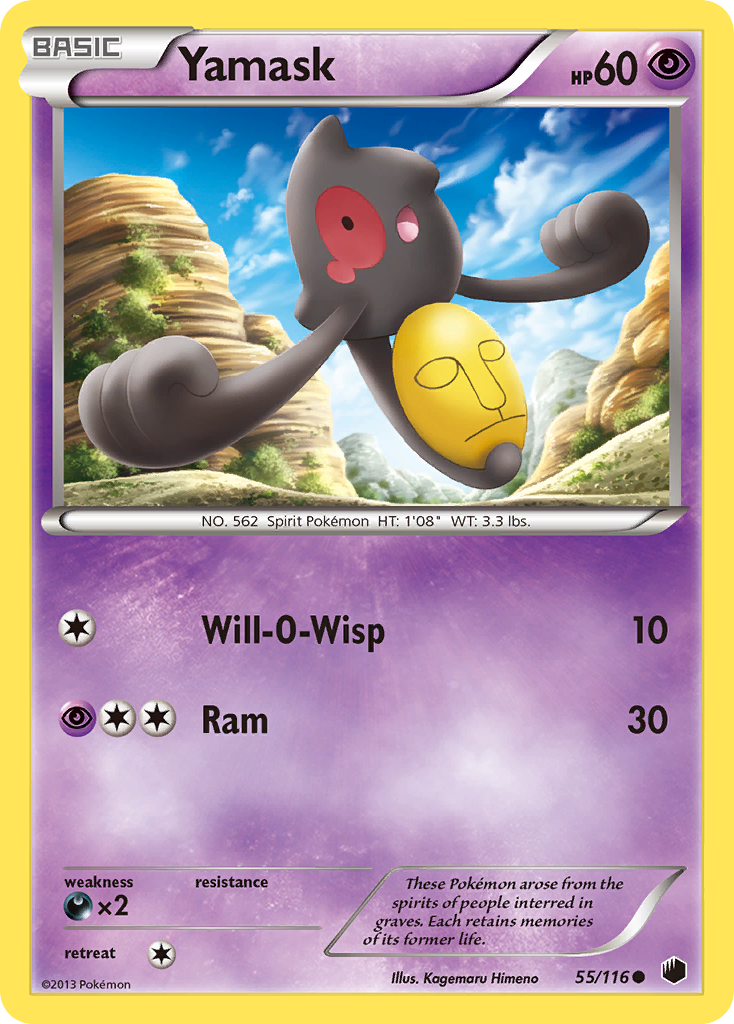 BASIC
Yamask
HP60
NO. 562 Spirit Pokémon HT: 1'08" WT: 3.3 lbs.
Will-O-Wisp 10
Ram 30
weakness resistance
×2
retreat
These Pokémon arose from the
spirits of people interred in
graves. Each retains memories
of its former life.
Illus. Kagemaru Himeno 55/116
©2013 Pokémon